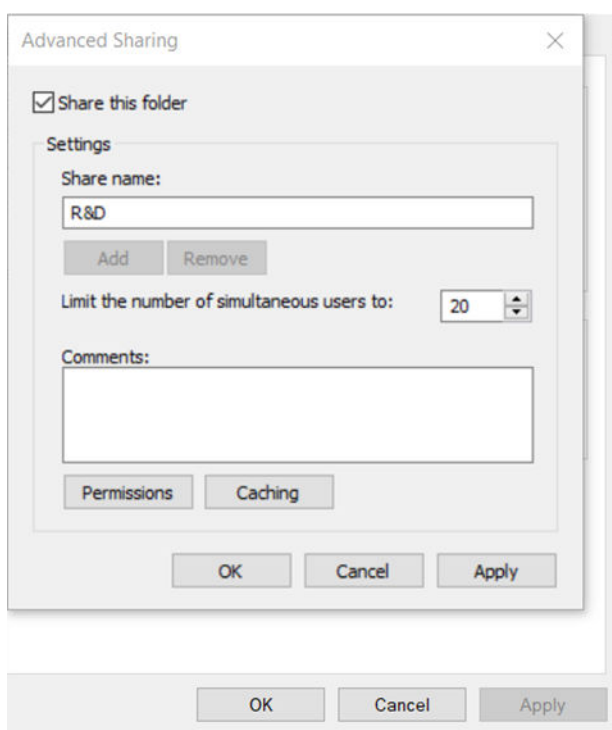 Advanced Sharing
Share this folder
Settings
Share name:
R&D
Add Remove
Limit the number of simultaneous users to: 20
Comments:
Permissions Caching
OK Cancel Apply
OK Cancel Apply